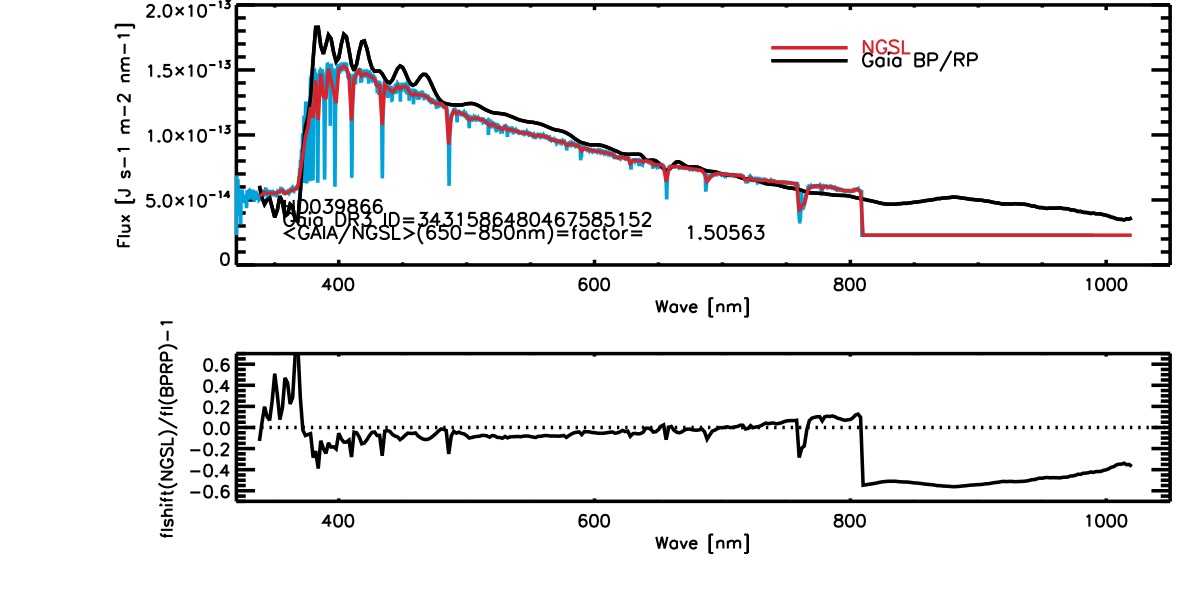 2.0×10−13
1.5×10−13
1.0×10−13
5.0×10−14
0
Flux [J s−1 m−2 nm−1]
NGSL
Gaia BP/RP
HD039866
Gaia DR3 ID=3431586480467585152
<GAIA/NGSL>(650−850nm)=factor= 1.50563
400 600 800 1000
Wave [nm]
flshift(NGSL)/fl(BPRP)−1
0.6
0.4
0.2
0.0
−0.2
−0.4
−0.6
400 600 800 1000
Wave [nm]